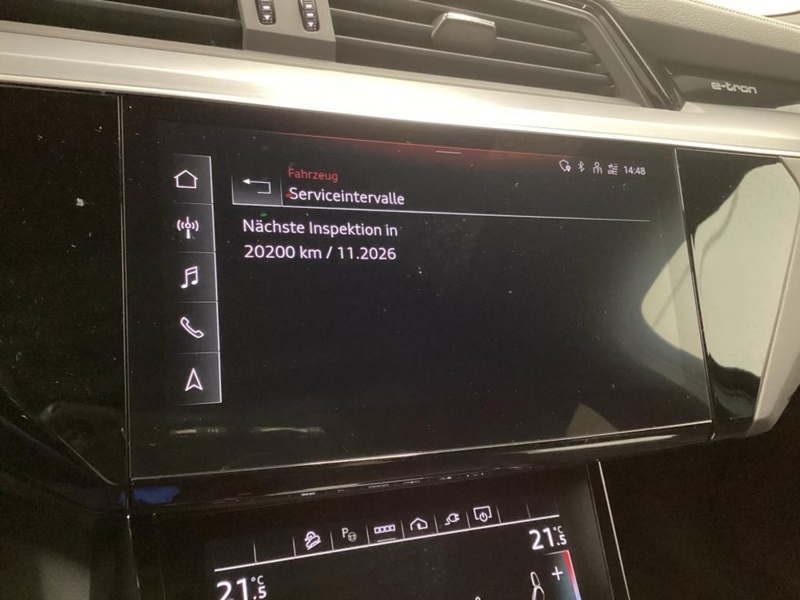 e-tron
14:48
Fahrzeug
Serviceintervalle
Nächste Inspektion in
20200 km / 11.2026
P
21.5 °C
21.5 °C
+